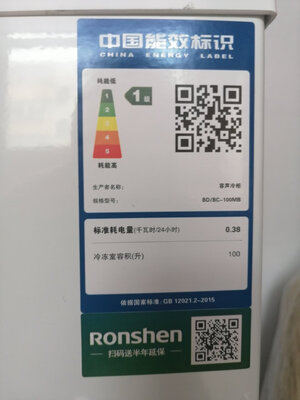 中国能效标识
CHINA ENERGY LABEL
耗能低
1
2
3
4
5
1级
耗能高
生产者名称: 容声冷柜
规格型号: BD/BC-100MB
标准耗电量(千瓦时/24小时) 0.38
冷冻室容积(升) 100
依据国家标准:GB 12021.2-2015
Ronshen
扫码送半年延保